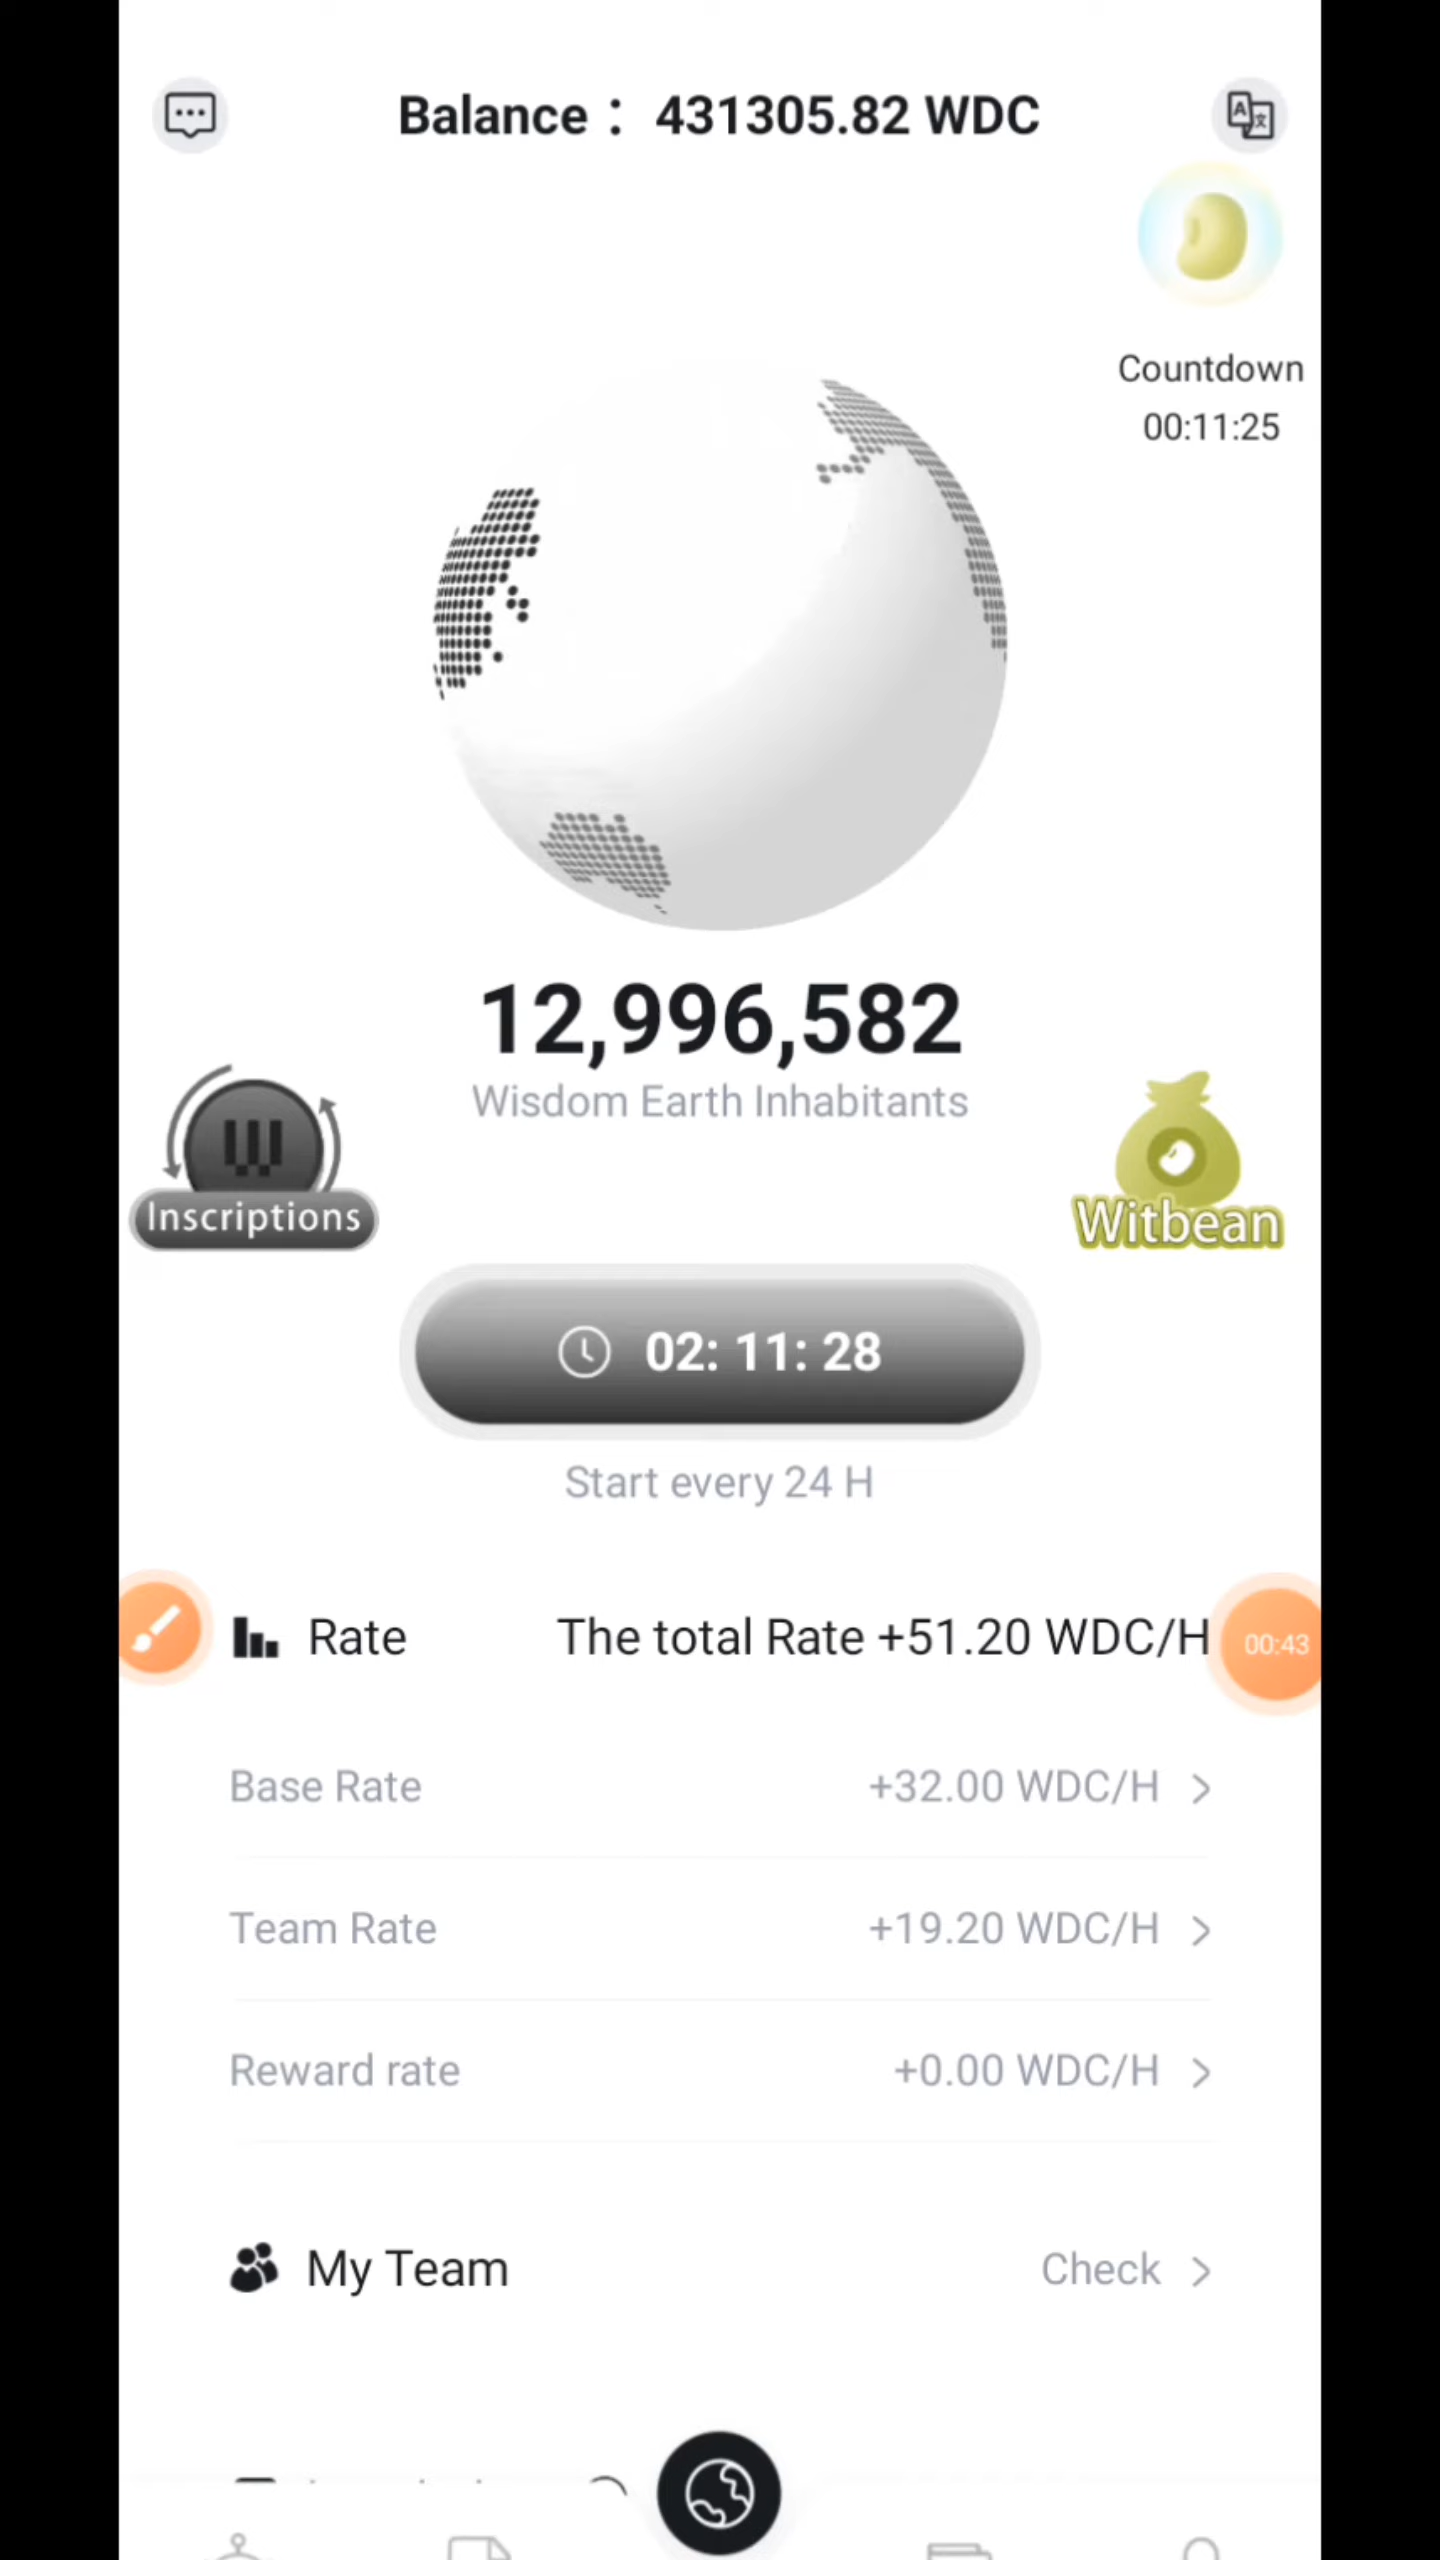 Balance： 431305.82 WDC
Countdown
00:11:25
12,996,582
Wisdom Earth Inhabitants
Inscriptions
Witbean
02: 11: 28
Start every 24 H
Rate The total Rate +51.20 WDC/H
00:43
Base Rate +32.00 WDC/H
Team Rate +19.20 WDC/H
Reward rate +0.00 WDC/H
My Team Check